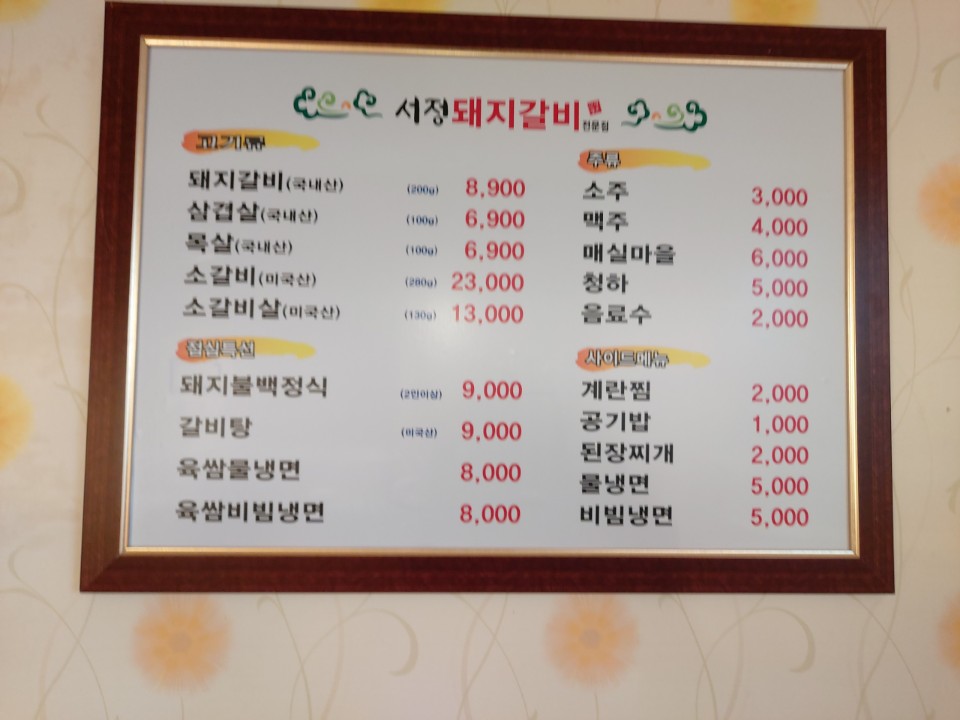 서정돼지갈비 전문점
고기류
돼지갈비(국내산) (200g) 8,900
삼겹살(국내산) (100g) 6,900
목살(국내산) (100g) 6,900
소갈비(미국산) (280g) 23,000
소갈비살(미국산) (130g) 13,000
점심특선
돼지불백정식 (2인이상) 9,000
갈비탕 (미국산) 9,000
육쌈물냉면 8,000
육쌈비빔냉면 8,000
주류
소주 3,000
맥주 4,000
매실마을 6,000
청하 5,000
음료수 2,000
사이드메뉴
계란찜 2,000
공기밥 1,000
된장찌개 2,000
물냉면 5,000
비빔냉면 5,000